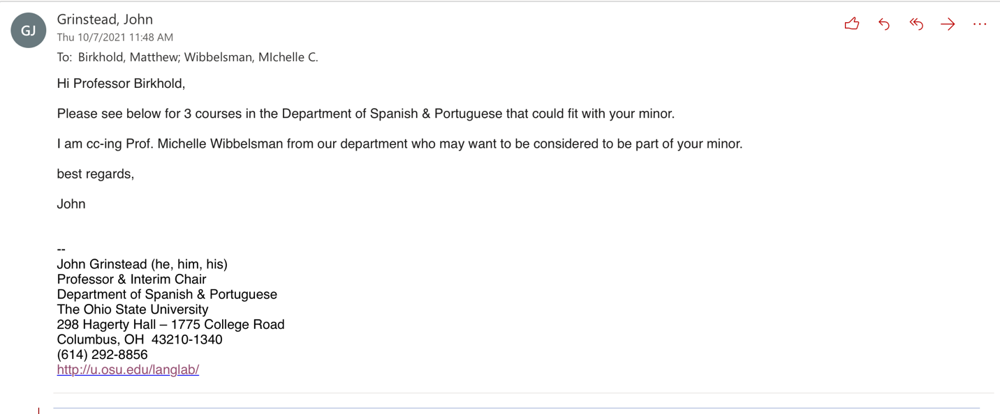 GJ
Grinstead, John
Thu 10/7/2021 11:48 AM
To: Birkhold, Matthew; Wibbelsman, MIchelle C.
Hi Professor Birkhold,
Please see below for 3 courses in the Department of Spanish & Portuguese that could fit with your minor.
I am cc-ing Prof. Michelle Wibbelsman from our department who may want to be considered to be part of your minor.
best regards,
John
--
John Grinstead (he, him, his)
Professor & Interim Chair
Department of Spanish & Portuguese
The Ohio State University
298 Hagerty Hall – 1775 College Road
Columbus, OH  43210-1340
(614) 292-8856
http://u.osu.edu/langlab/